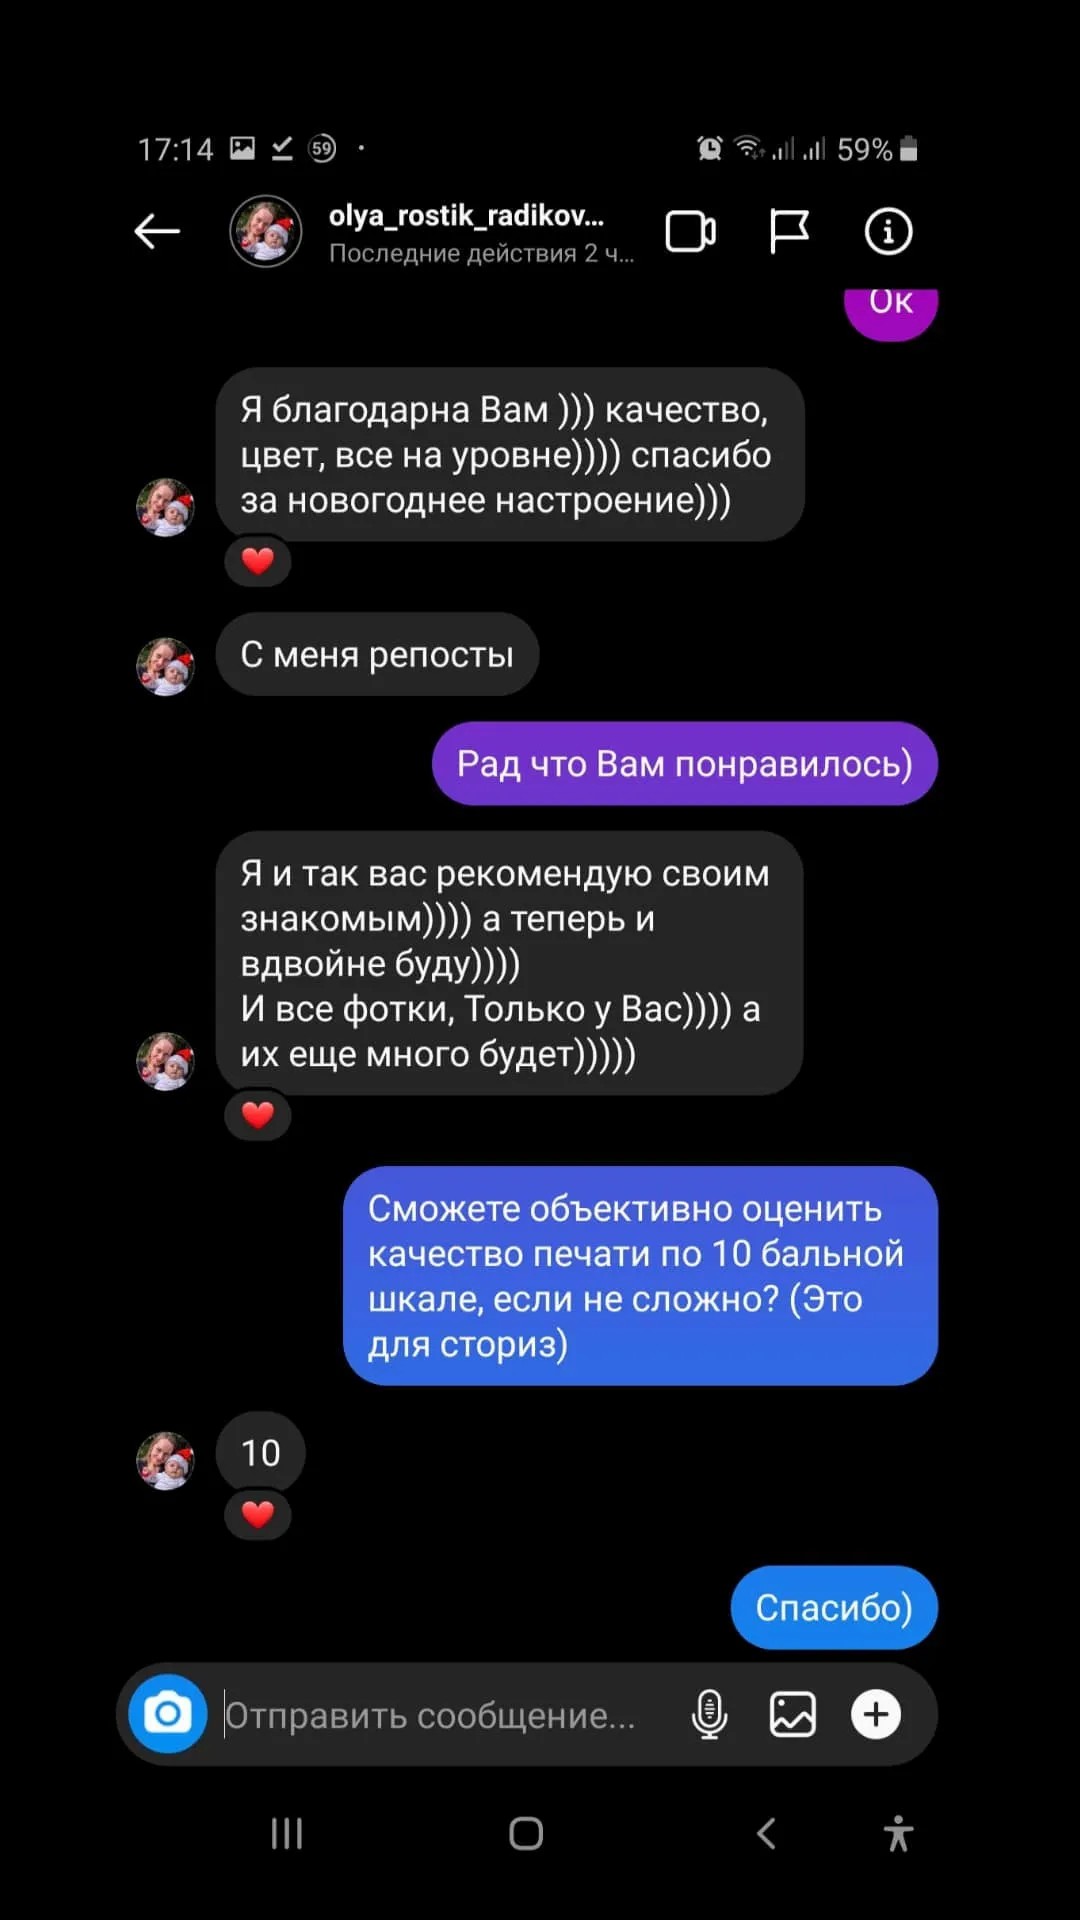 17:14
59
59%
olya_rostik_radikov...
Последние действия 2 ч...
Ок
Я благодарна Вам ))) качество,
цвет, все на уровне)))) спасибо
за новогоднее настроение)))
С меня репосты
Рад что Вам понравилось)
Я и так вас рекомендую своим
знакомым)))) а теперь и
вдвойне буду))))
И все фотки, Только у Вас)))) а
их еще много будет)))))
Сможете объективно оценить
качество печати по 10 бальной
шкале, если не сложно? (Это
для сториз)
10
Спасибо)
Отправить сообщение...